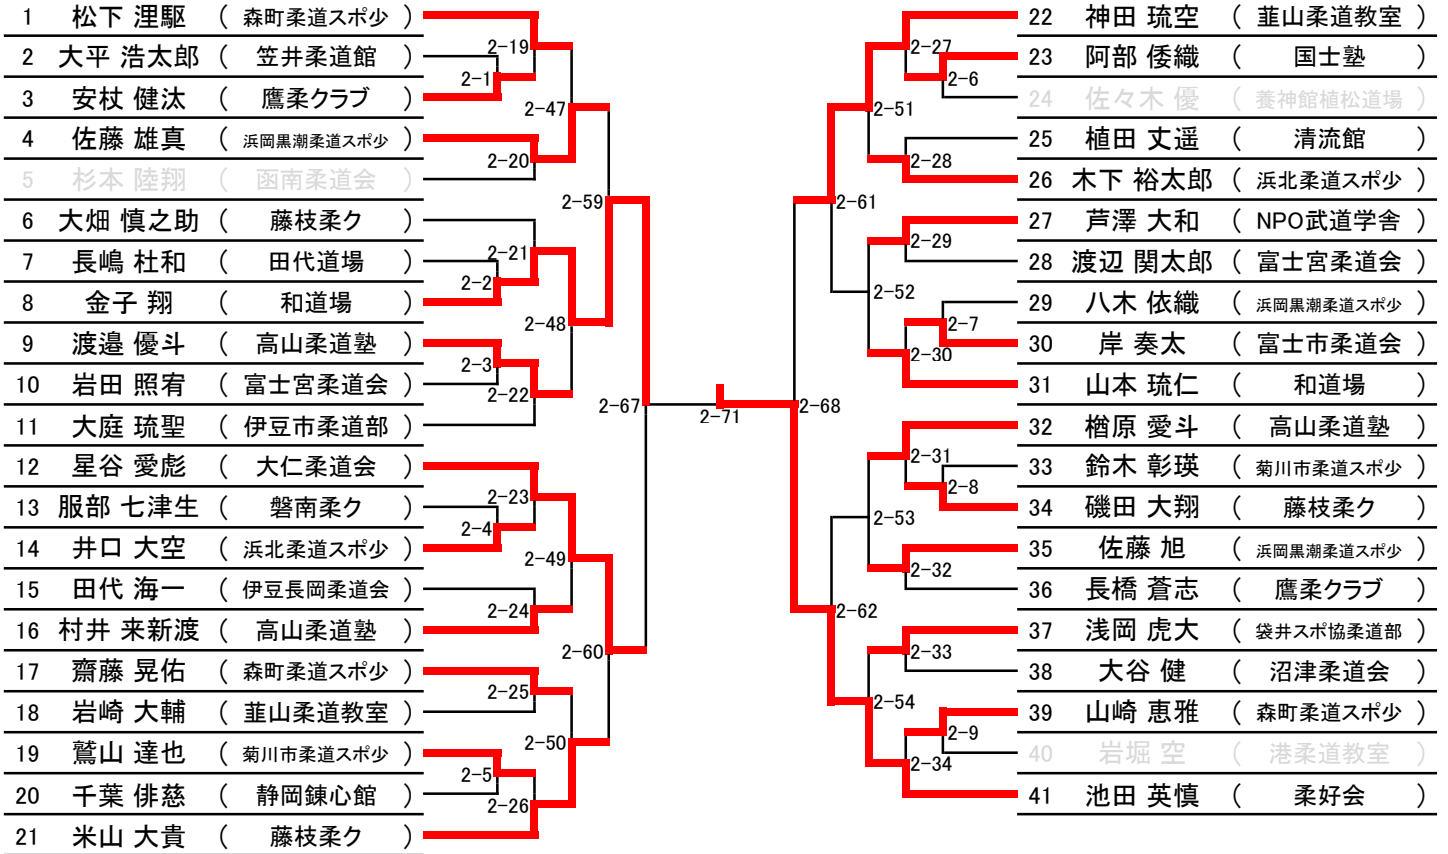 1 松下 浬駆 ( 森町柔道スポ少 )
2 大平 浩太郎 ( 笠井柔道館 )
3 安杖 健汰 ( 鷹柔クラブ )
4 佐藤 雄真 ( 浜岡黒潮柔道スポ少 )
5 杉本 陸翔 ( 函南柔道会 )
6 大畑 慎之助 ( 藤枝柔ク )
7 長嶋 杜和 ( 田代道場 )
8 金子 翔 ( 和道場 )
9 渡邉 優斗 ( 高山柔道塾 )
10 岩田 照宥 ( 富士宮柔道会 )
11 大庭 琉聖 ( 伊豆市柔道部 )
12 星谷 愛彪 ( 大仁柔道会 )
13 服部 七津生 ( 磐南柔ク )
14 井口 大空 ( 浜北柔道スポ少 )
15 田代 海一 ( 伊豆長岡柔道会 )
16 村井 来新渡 ( 高山柔道塾 )
17 齋藤 晃佑 ( 森町柔道スポ少 )
18 岩崎 大輔 ( 韮山柔道教室 )
19 鷲山 達也 ( 菊川市柔道スポ少 )
20 千葉 俳慈 ( 静岡錬心館 )
21 米山 大貴 ( 藤枝柔ク )
2-19
2-1
2-47
2-20
2-59
2-21
2-2
2-48
2-3
2-22
2-67
2-23
2-4
2-49
2-24
2-60
2-25
2-50
2-5
2-26
2-71
2-27
2-6
2-51
2-28
2-61
2-29
2-52
2-7
2-30
2-68
2-31
2-8
2-53
2-32
2-62
2-33
2-54
2-9
2-34
22 神田 琉空 ( 韮山柔道教室 )
23 阿部 倭織 ( 国士塾 )
24 佐々木 優 ( 養神館植松道場 )
25 植田 丈遥 ( 清流館 )
26 木下 裕太郎 ( 浜北柔道スポ少 )
27 芦澤 大和 ( NPO武道学舎 )
28 渡辺 関太郎 ( 富士宮柔道会 )
29 八木 依織 ( 浜岡黒潮柔道スポ少 )
30 岸 奏太 ( 富士市柔道会 )
31 山本 琉仁 ( 和道場 )
32 楢原 愛斗 ( 高山柔道塾 )
33 鈴木 彰瑛 ( 菊川市柔道スポ少 )
34 磯田 大翔 ( 藤枝柔ク )
35 佐藤 旭 ( 浜岡黒潮柔道スポ少 )
36 長橋 蒼志 ( 鷹柔クラブ )
37 浅岡 虎大 ( 袋井スポ協柔道部 )
38 大谷 健 ( 沼津柔道会 )
39 山崎 恵雅 ( 森町柔道スポ少 )
40 岩堀 空 ( 港柔道教室 )
41 池田 英慎 ( 柔好会 )